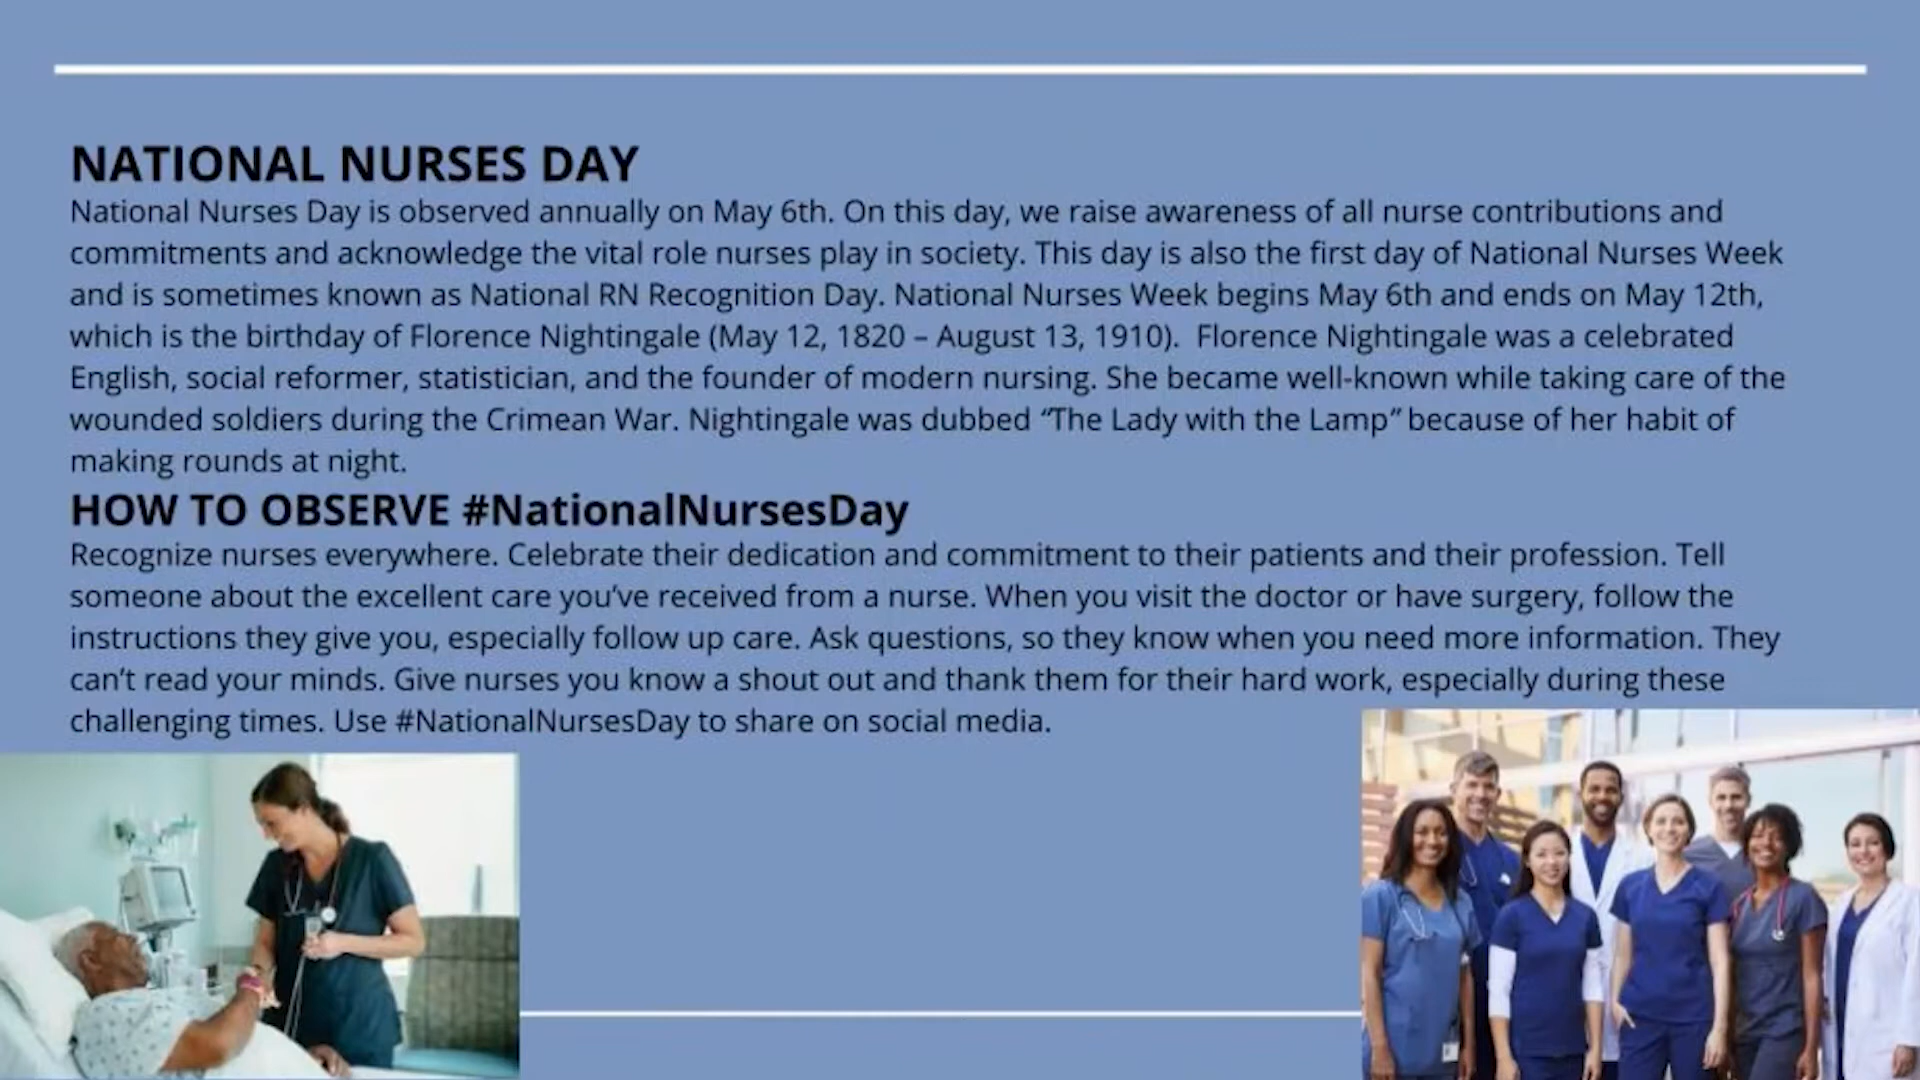 NATIONAL NURSES DAY
National Nurses Day is observed annually on May 6th. On this day, we raise awareness of all nurse contributions and
commitments and acknowledge the vital role nurses play in society. This day is also the first day of National Nurses Week
and is sometimes known as National RN Recognition Day. National Nurses Week begins May 6th and ends on May 12th,
which is the birthday of Florence Nightingale (May 12, 1820 – August 13, 1910).  Florence Nightingale was a celebrated
English, social reformer, statistician, and the founder of modern nursing. She became well-known while taking care of the
wounded soldiers during the Crimean War. Nightingale was dubbed “The Lady with the Lamp” because of her habit of
making rounds at night.
HOW TO OBSERVE #NationalNursesDay
Recognize nurses everywhere. Celebrate their dedication and commitment to their patients and their profession. Tell
someone about the excellent care you’ve received from a nurse. When you visit the doctor or have surgery, follow the
instructions they give you, especially follow up care. Ask questions, so they know when you need more information. They
can’t read your minds. Give nurses you know a shout out and thank them for their hard work, especially during these
challenging times. Use #NationalNursesDay to share on social media.